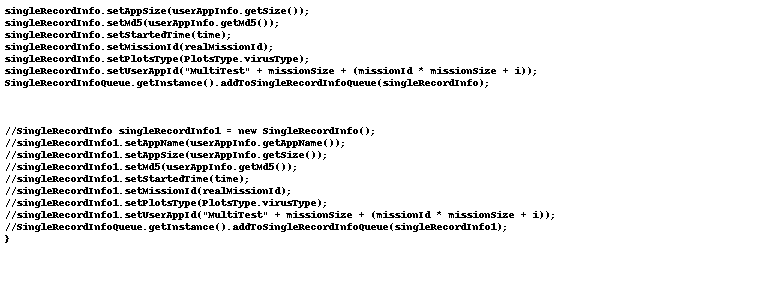 singleRecordInfo.setAppSize(userAppInfo.getSize());
singleRecordInfo.setMd5(userAppInfo.getMd5());
singleRecordInfo.setStartedTime(time);
singleRecordInfo.setMissionId(realMissionId);
singleRecordInfo.setPlotsType(PlotsType.virusType);
singleRecordInfo.setUserAppId("MultiTest" + missionSize + (missionId * missionSize + i));
SingleRecordInfoQueue.getInstance().addToSingleRecordInfoQueue(singleRecordInfo);
//SingleRecordInfo singleRecordInfo1 = new SingleRecordInfo();
//singleRecordInfo1.setAppName(userAppInfo.getAppName());
//singleRecordInfo1.setAppSize(userAppInfo.getSize());
//singleRecordInfo1.setMd5(userAppInfo.getMd5());
//singleRecordInfo1.setStartedTime(time);
//singleRecordInfo1.setMissionId(realMissionId);
//singleRecordInfo1.setPlotsType(PlotsType.virusType);
//singleRecordInfo1.setUserAppId("MultiTest" + missionSize + (missionId * missionSize + i));
//SingleRecordInfoQueue.getInstance().addToSingleRecordInfoQueue(singleRecordInfo1);
}